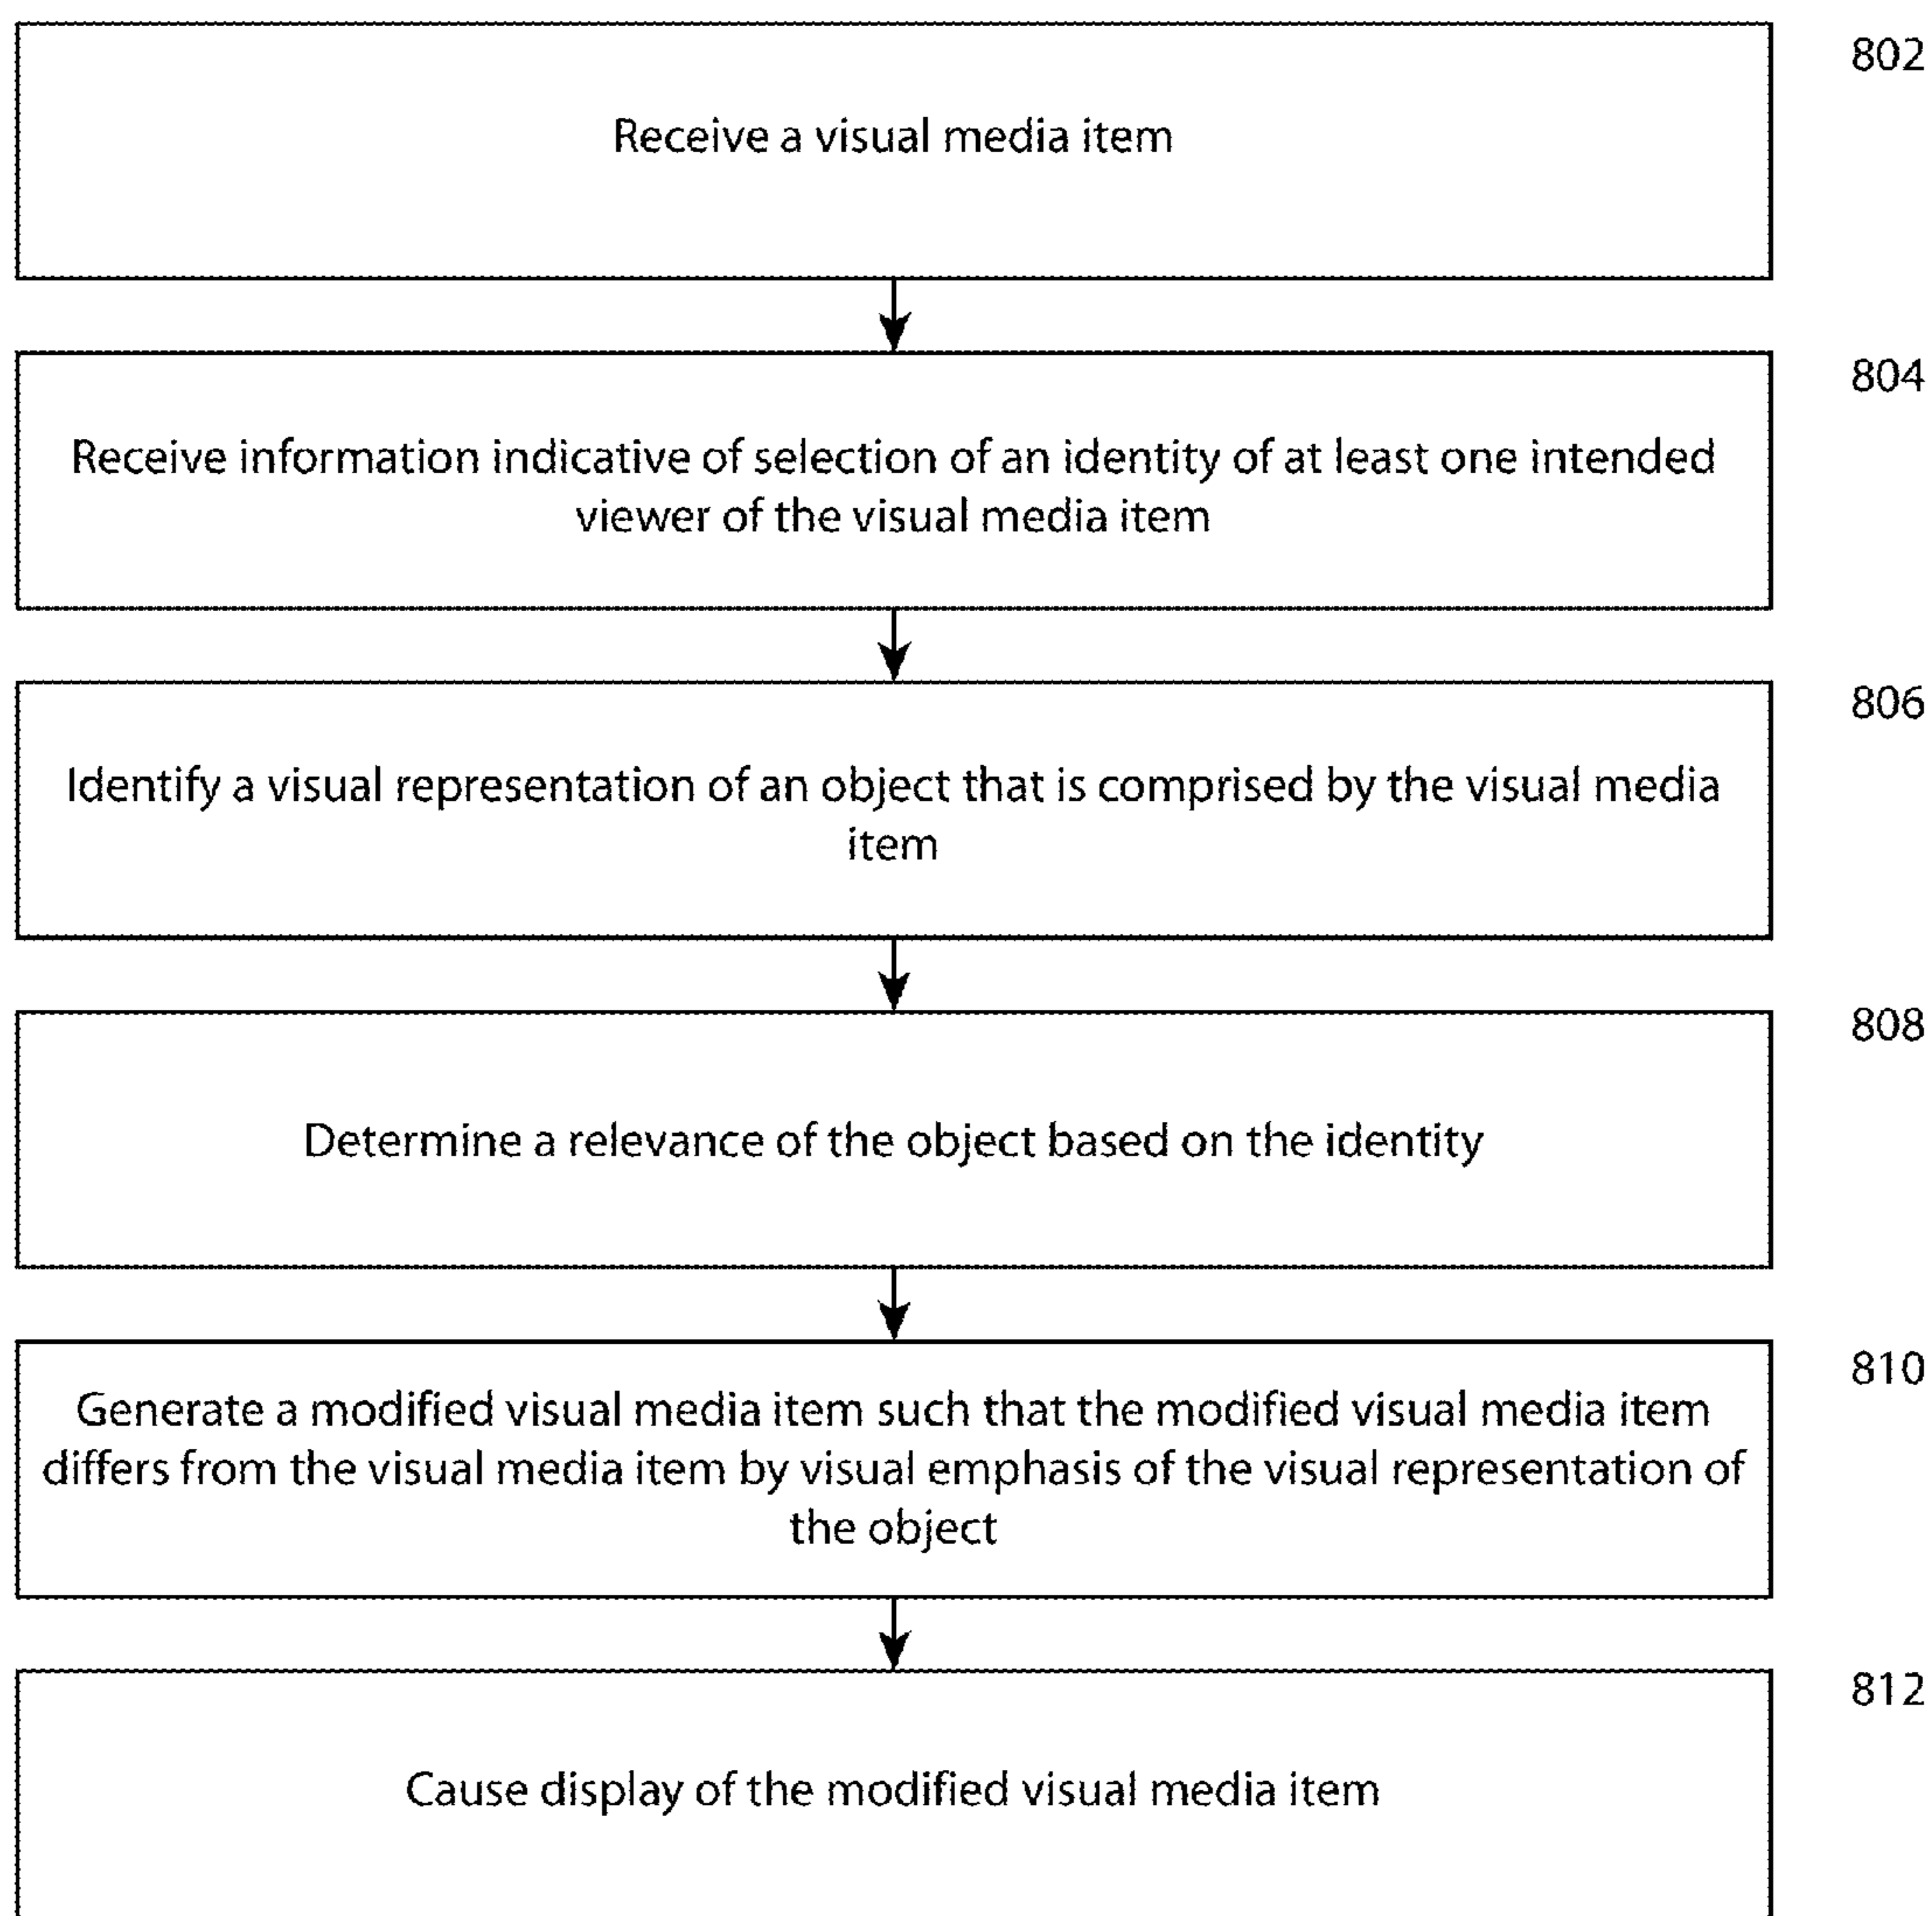 802
Receive a visual media item
804
Receive information indicative of selection of an identity of at least one intended
viewer of the visual media item
806
Identify a visual representation of an object that is comprised by the visual media
item
808
Determine a relevance of the object based on the identity
810
Generate a modified visual media item such that the modified visual media item
differs from the visual media item by visual emphasis of the visual representation of
the object
812
Cause display of the modified visual media item